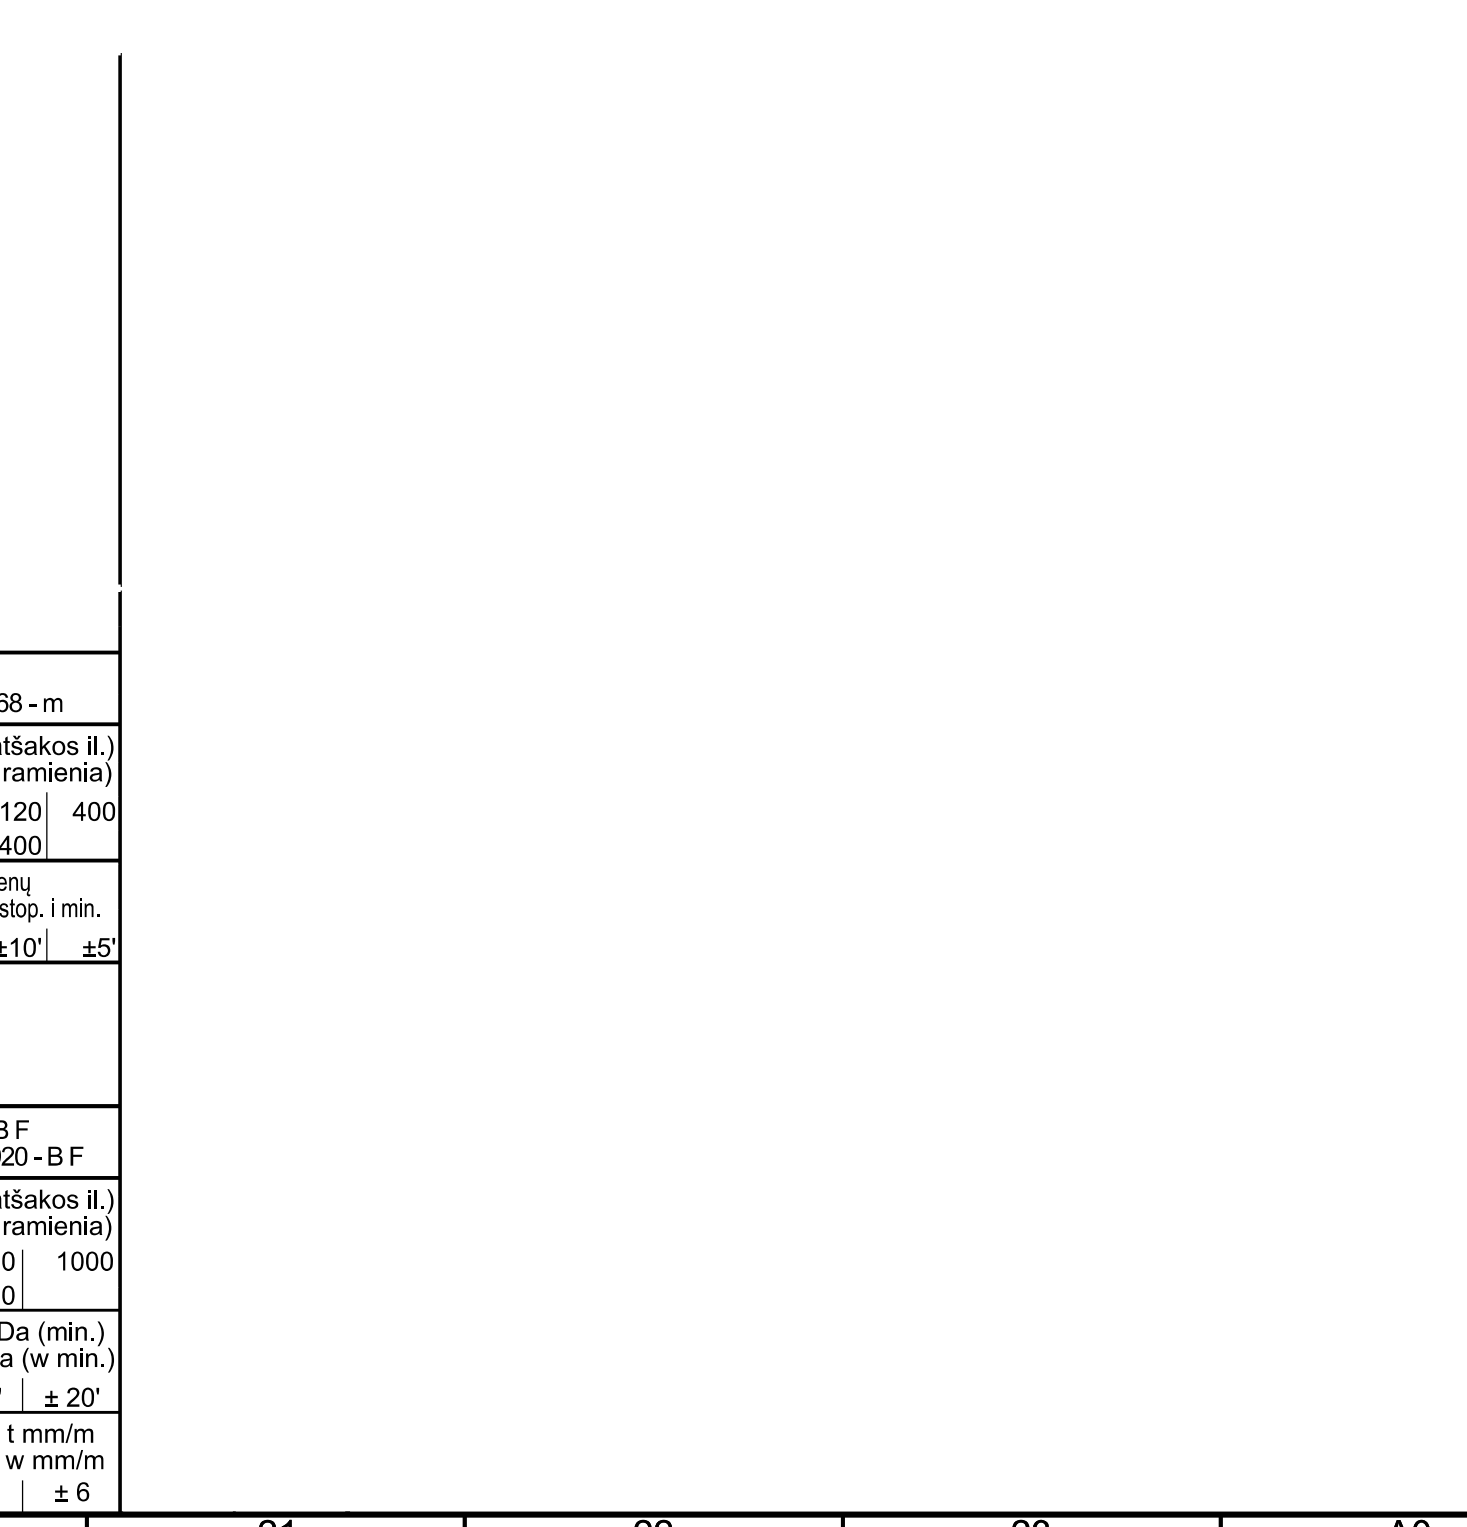 68 - m
atšakos il.)
ramienia)
120 400
400
enų
stop. i min.
±10' ±5'
B F
020 - B F
atšakos il.)
ramienia)
0 1000
0
Da (min.)
a (w min.)
' ± 20'
t mm/m
w mm/m
± 6